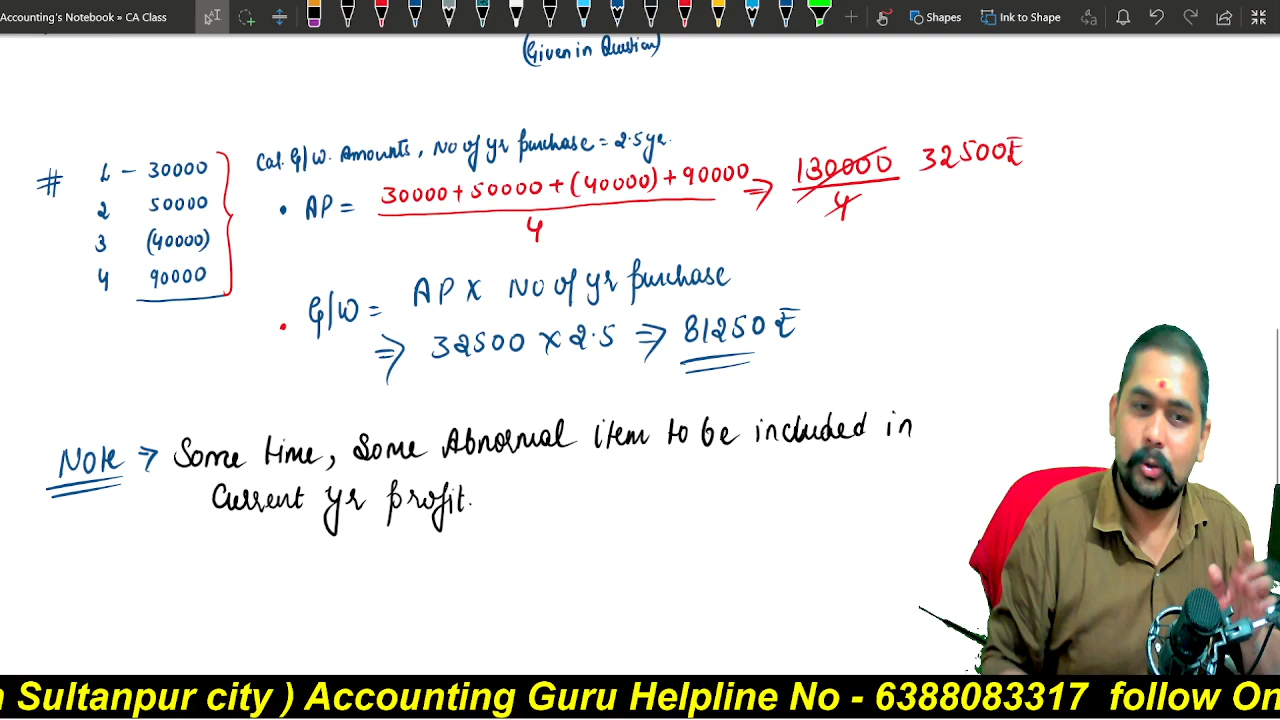 Accounting's Notebook » CA Class
Shapes
Ink to Shape
(Given in Question)
# 1 - 30000
2 50000
3 (40000)
4 90000
Cal. G/W. Amounts, No of yr purchase = 2.5 yr.
• AP = 30000 + 50000 + (40000) + 90000 ⇒ 130000 32500₹
4 4
• G/W = AP X No of yr purchase
⇒ 32500 × 2.5 ⇒ 81250₹
Note → Some time, Some Abnormal item to be included in
Current yr profit.
n Sultanpur city ) Accounting Guru Helpline No - 6388083317 follow On